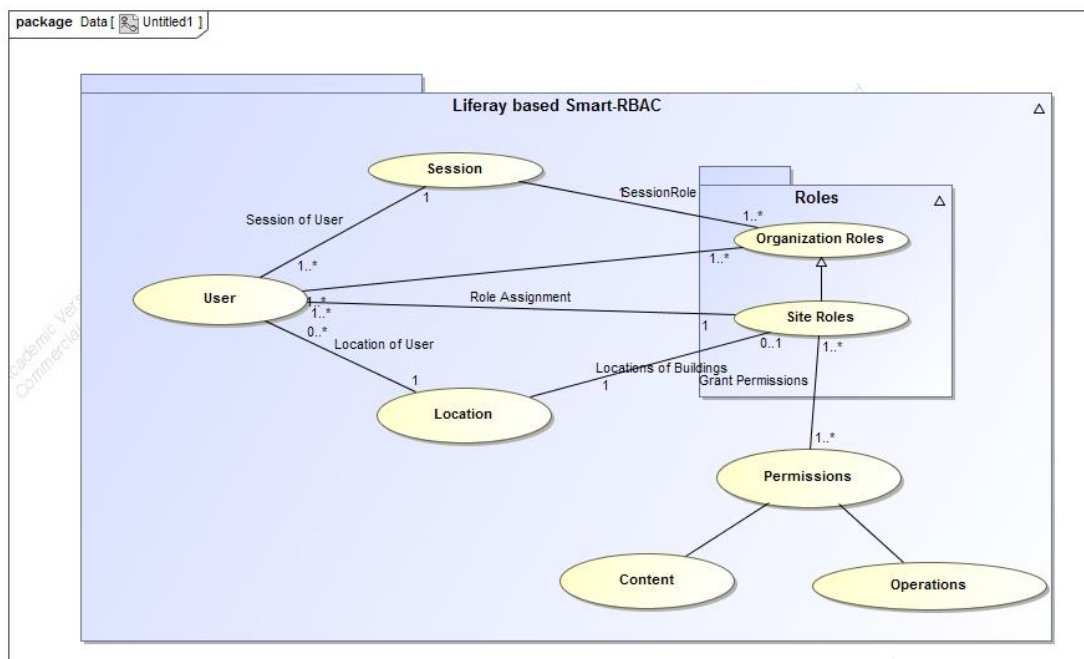 package Data [ Untitled1 ]
Liferay based Smart-RBAC
Session
1
SessionRole
1
1..*
Roles
Organization Roles
Session of User
1..*
1..*
User
1..*
1..*
0..*
Role Assignment
1
Site Roles
0..1
1..*
Location of User
1
Locations of Buildings
1
Grant Permissions
Location
1..*
Permissions
Content
Operations